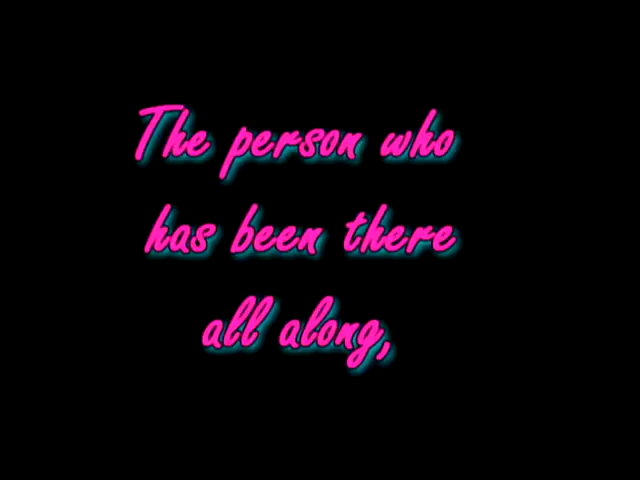 The person who
has been there
all along,